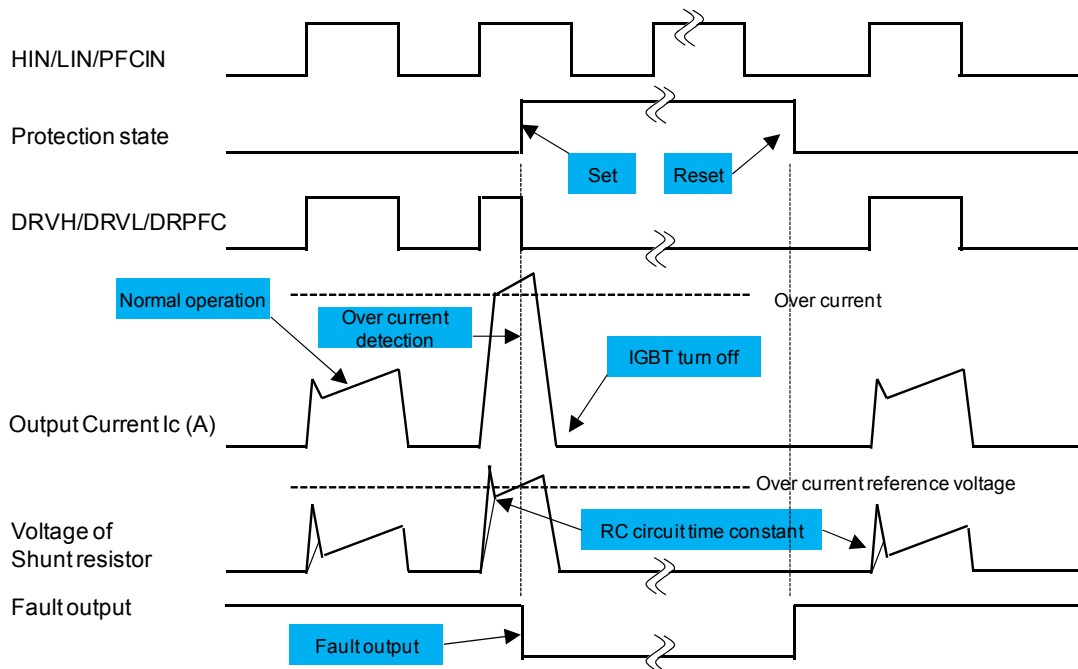 HIN/LIN/PFCIN
Protection state
Set
Reset
DRVH/DRVL/DRPFC
Normal operation
Over current
Over current
detection
IGBT turn off
Output Current Ic (A)
Over current reference voltage
RC circuit time constant
Voltage of
Shunt resistor
Fault output
Fault output